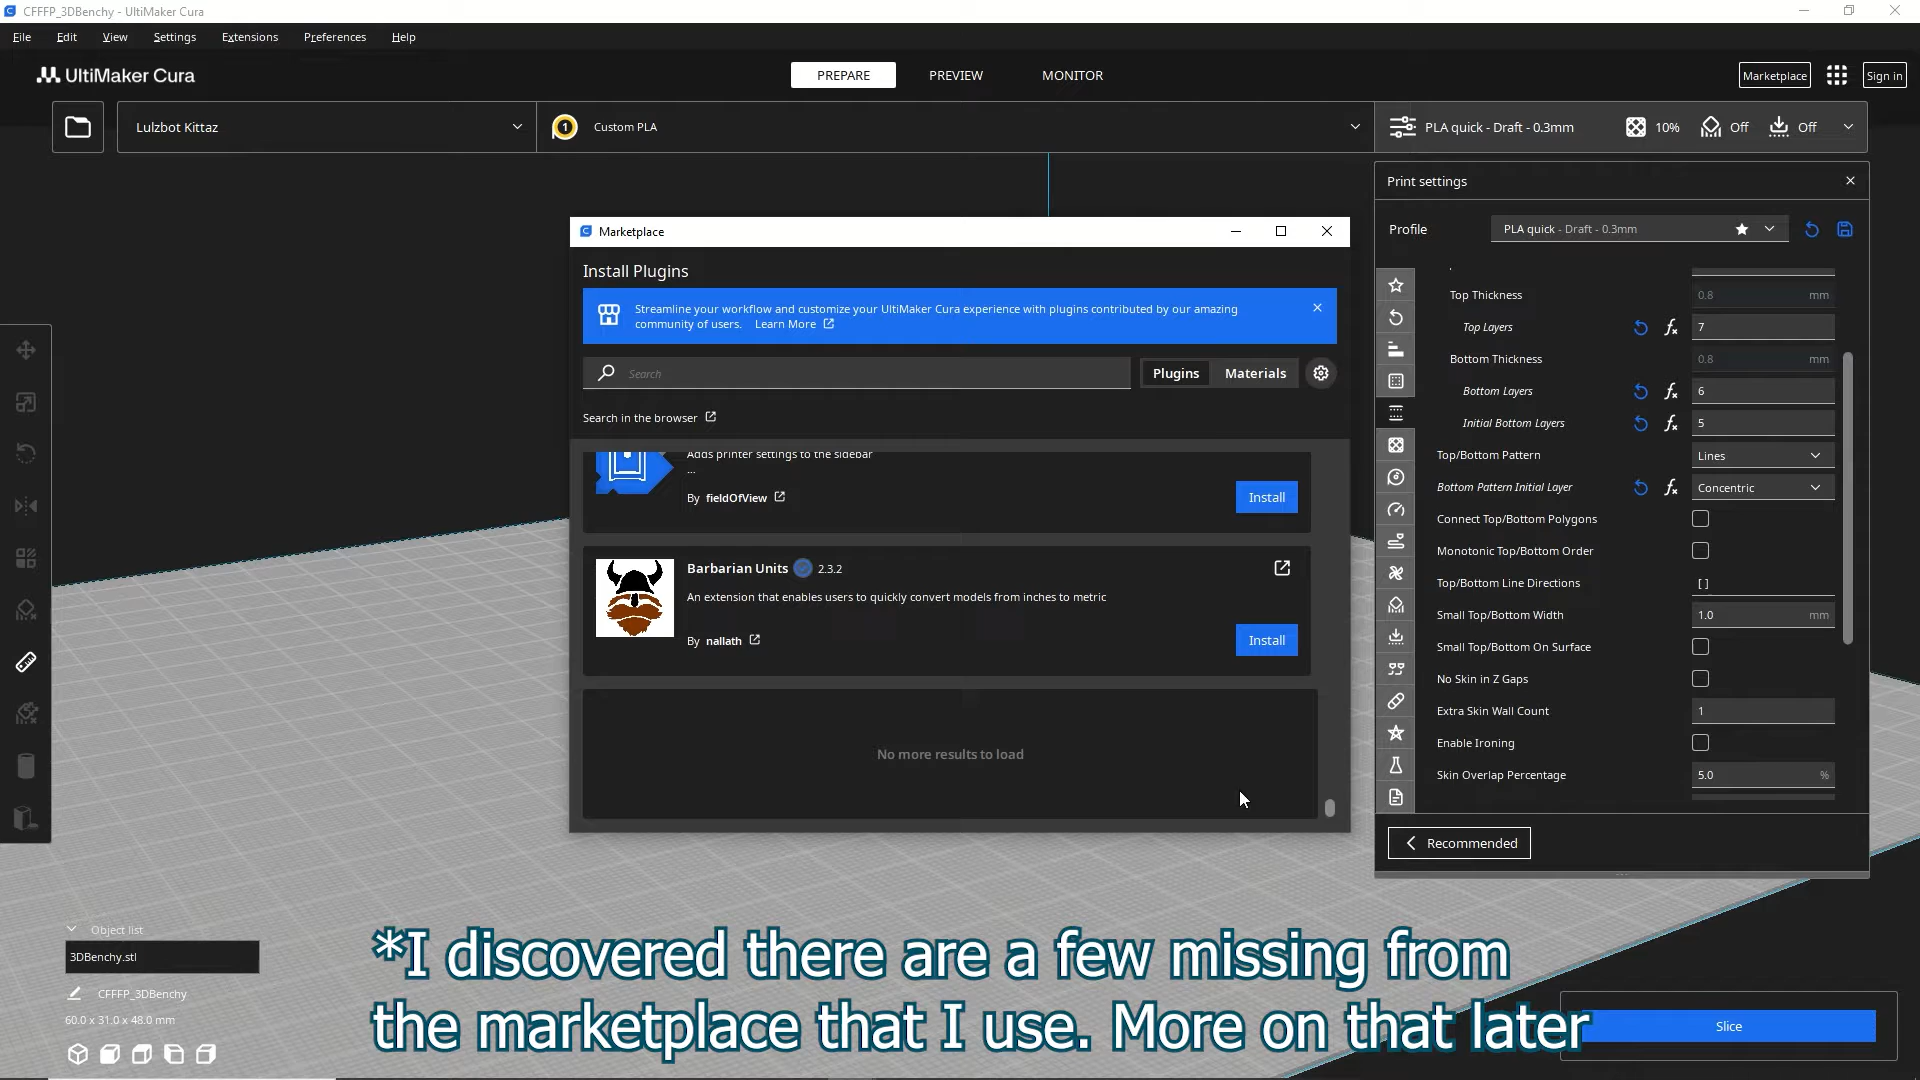 CFFFP_3DBenchy - UltiMaker Cura
File Edit View Settings Extensions Preferences Help
UltiMaker Cura
PREPARE PREVIEW MONITOR
Marketplace Sign in
Lulzbot Kittaz
1 Custom PLA
PLA quick - Draft - 0.3mm 10% Off Off
Print settings
Profile PLA quick - Draft - 0.3mm
Top Thickness 0.8 mm
Top Layers 7
Bottom Thickness 0.8 mm
Bottom Layers 6
Initial Bottom Layers 5
Top/Bottom Pattern Lines
Bottom Pattern Initial Layer Concentric
Connect Top/Bottom Polygons
Monotonic Top/Bottom Order
Top/Bottom Line Directions [ ]
Small Top/Bottom Width 1.0 mm
Small Top/Bottom On Surface
No Skin in Z Gaps
Extra Skin Wall Count 1
Enable Ironing
Skin Overlap Percentage 5.0 %
Recommended
Marketplace
Install Plugins
Streamline your workflow and customize your UltiMaker Cura experience with plugins contributed by our amazing
community of users. Learn More
Search
Plugins Materials
Search in the browser
Adds printer settings to the sidebar
...
By fieldOfView
Install
Barbarian Units 2.3.2
An extension that enables users to quickly convert models from inches to metric
By nallath
Install
No more results to load
Object list
3DBenchy.stl
CFFFP_3DBenchy
60.0 x 31.0 x 48.0 mm
*I discovered there are a few missing from
the marketplace that I use. More on that later
Slice